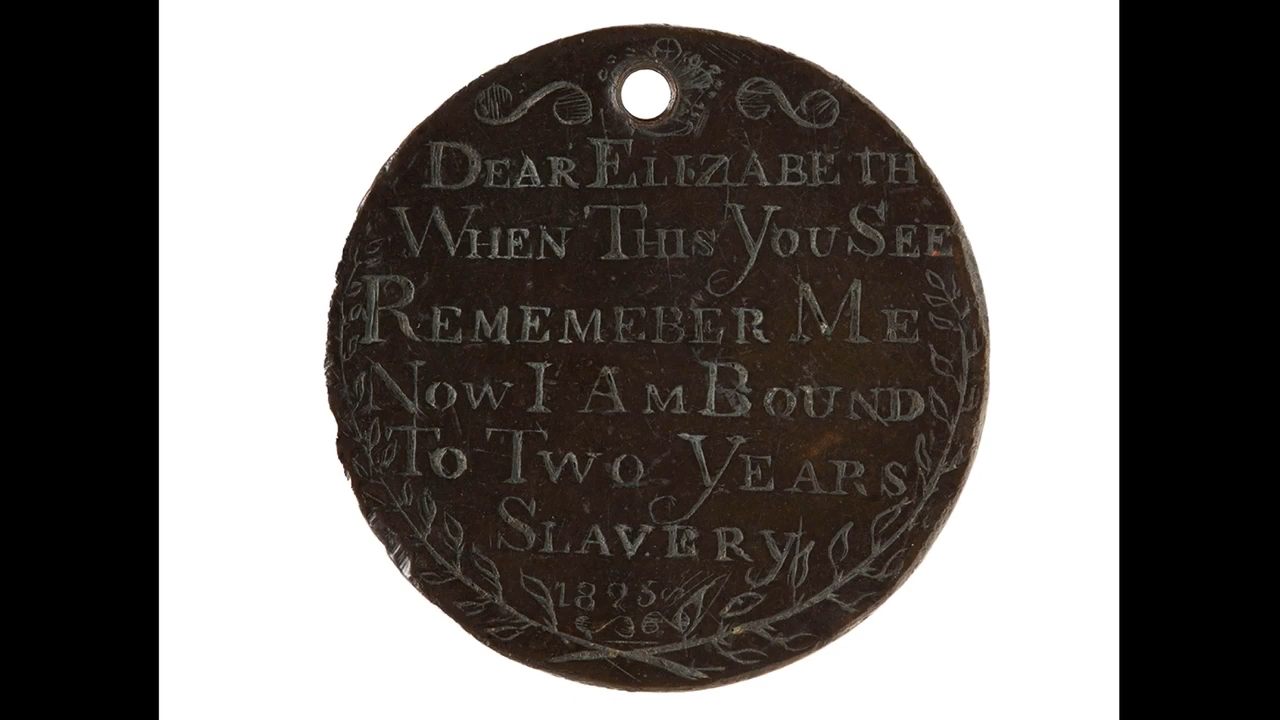 DEAR ELIZABETH
WHEN THIS YOU SEE
REMEMEBER ME
NOW I AM BOUND
TO TWO YEARS
SLAVERY
1825